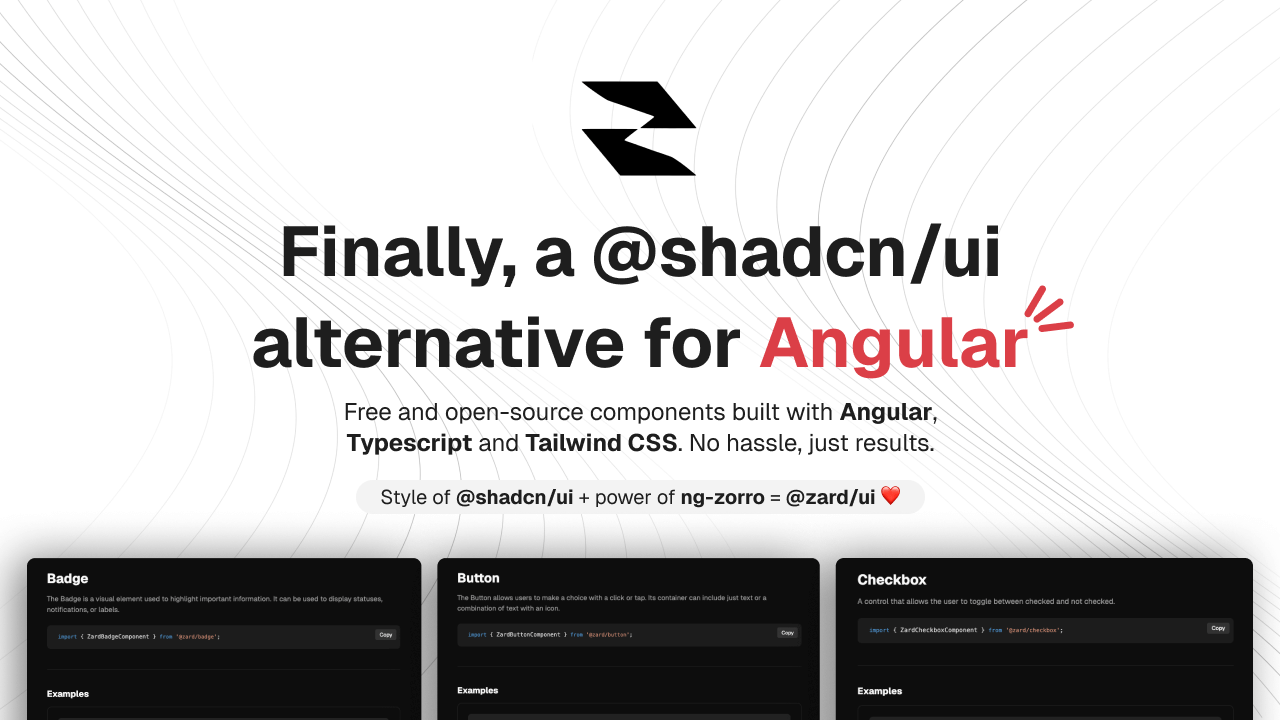 Finally, a @shadcn/ui
alternative for Angular
Free and open-source components built with Angular,
Typescript and Tailwind CSS. No hassle, just results.
Style of @shadcn/ui + power of ng-zorro = @zard/ui ❤️
Badge
The Badge is a visual element used to highlight important information. It can be used to display statuses,
notifications, or labels.
import { ZardBadgeComponent } from '@zard/badge';
Copy
Examples
Button
The Button allows users to make a choice with a click or tap. Its container can include just text or a
combination of text with an icon.
import { ZardButtonComponent } from '@zard/button';
Copy
Examples
Checkbox
A control that allows the user to toggle between checked and not checked.
import { ZardCheckboxComponent } from '@zard/checkbox';
Copy
Examples